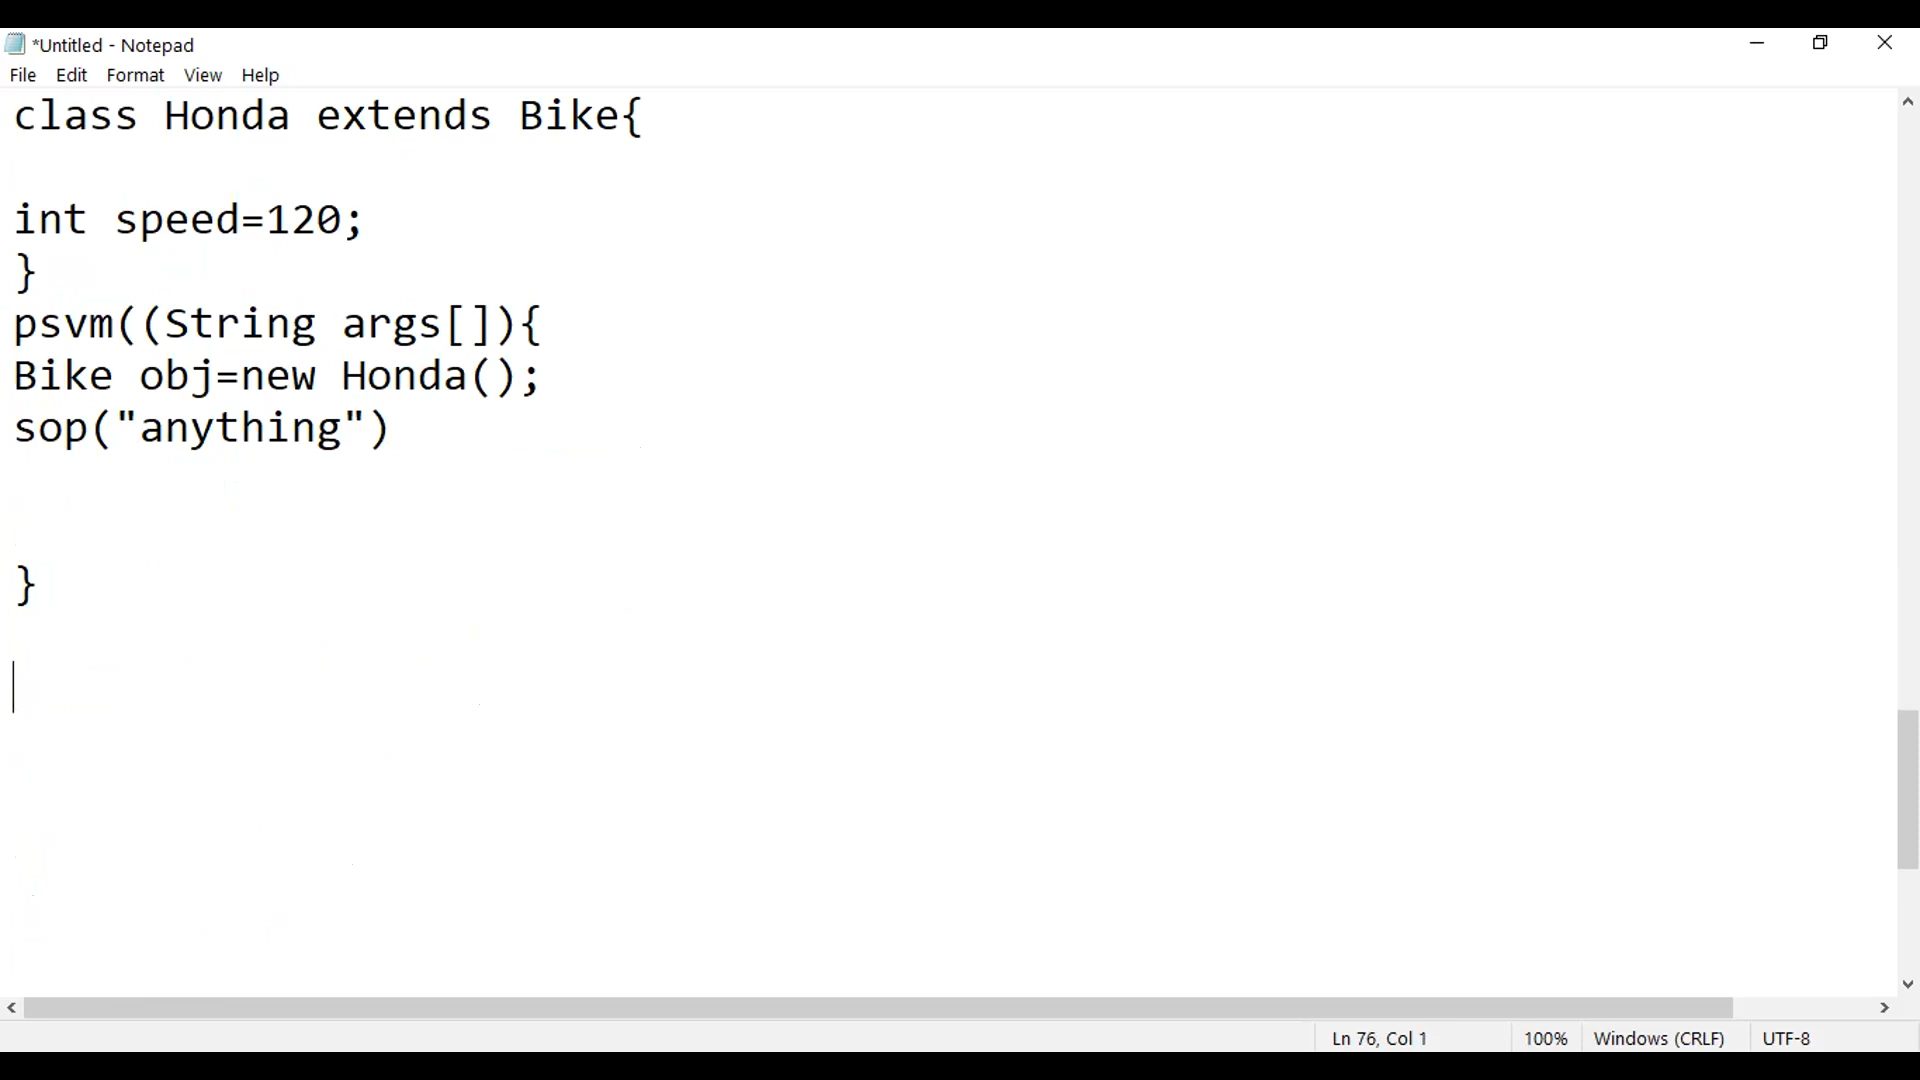 *Untitled - Notepad
File Edit Format View Help
class Honda extends Bike{
int speed=120;
}
psvm((String args[]){
Bike obj=new Honda();
sop("anything")
}
Ln 76, Col 1 100% Windows (CRLF) UTF-8